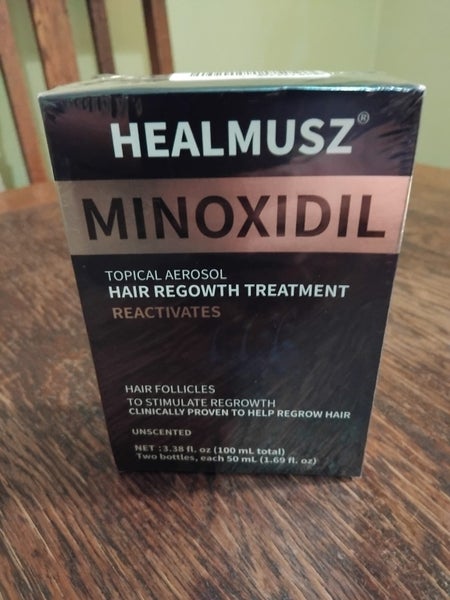 HEALMUSZ®
MINOXIDIL
TOPICAL AEROSOL
HAIR REGOWTH TREATMENT
REACTIVATES
HAIR FOLLICLES
TO STIMULATE REGROWTH
CLINICALLY PROVEN TO HELP REGROW HAIR
UNSCENTED
NET :3.38 fl. oz (100 mL total)
Two bottles, each 50 mL (1.69 fl. oz)